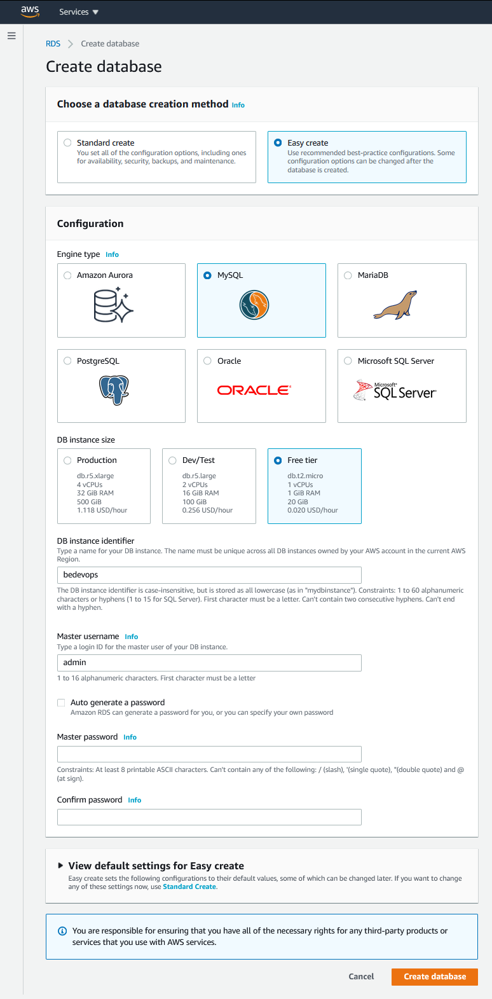 aws
Services
RDS
Create database
Create database
Choose a database creation method Info
Standard create
You set all of the configuration options, including ones
for availability, security, backups, and maintenance.
Easy create
Use recommended best-practice configurations. Some
configuration options can be changed after the
database is created.
Configuration
Engine type Info
Amazon Aurora
MySQL
MariaDB
PostgreSQL
Oracle
ORACLE®
Microsoft SQL Server
Microsoft®
SQL Server®
DB instance size
Production
db.r5.xlarge
4 vCPUs
32 GiB RAM
500 GiB
1.118 USD/hour
Dev/Test
db.r5.large
2 vCPUs
16 GiB RAM
100 GiB
0.256 USD/hour
Free tier
db.t2.micro
1 vCPUs
1 GiB RAM
20 GiB
0.020 USD/hour
DB instance identifier
Type a name for your DB instance. The name must be unique across all DB instances owned by your AWS account in the current AWS
Region.
bedevops
The DB instance identifier is case-insensitive, but is stored as all lowercase (as in "mydbinstance"). Constraints: 1 to 60 alphanumeric
characters or hyphens (1 to 15 for SQL Server). First character must be a letter. Can't contain two consecutive hyphens. Can't end
with a hyphen.
Master username Info
Type a login ID for the master user of your DB instance.
admin
1 to 16 alphanumeric characters. First character must be a letter
Auto generate a password
Amazon RDS can generate a password for you, or you can specify your own password
Master password Info
Constraints: At least 8 printable ASCII characters. Can't contain any of the following: / (slash), '(single quote), "(double quote) and @
(at sign).
Confirm password Info
View default settings for Easy create
Easy create sets the following configurations to their default values, some of which can be changed later. If you want to change
any of these settings now, use Standard Create.
You are responsible for ensuring that you have all of the necessary rights for any third-party products or
services that you use with AWS services.
Cancel
Create database